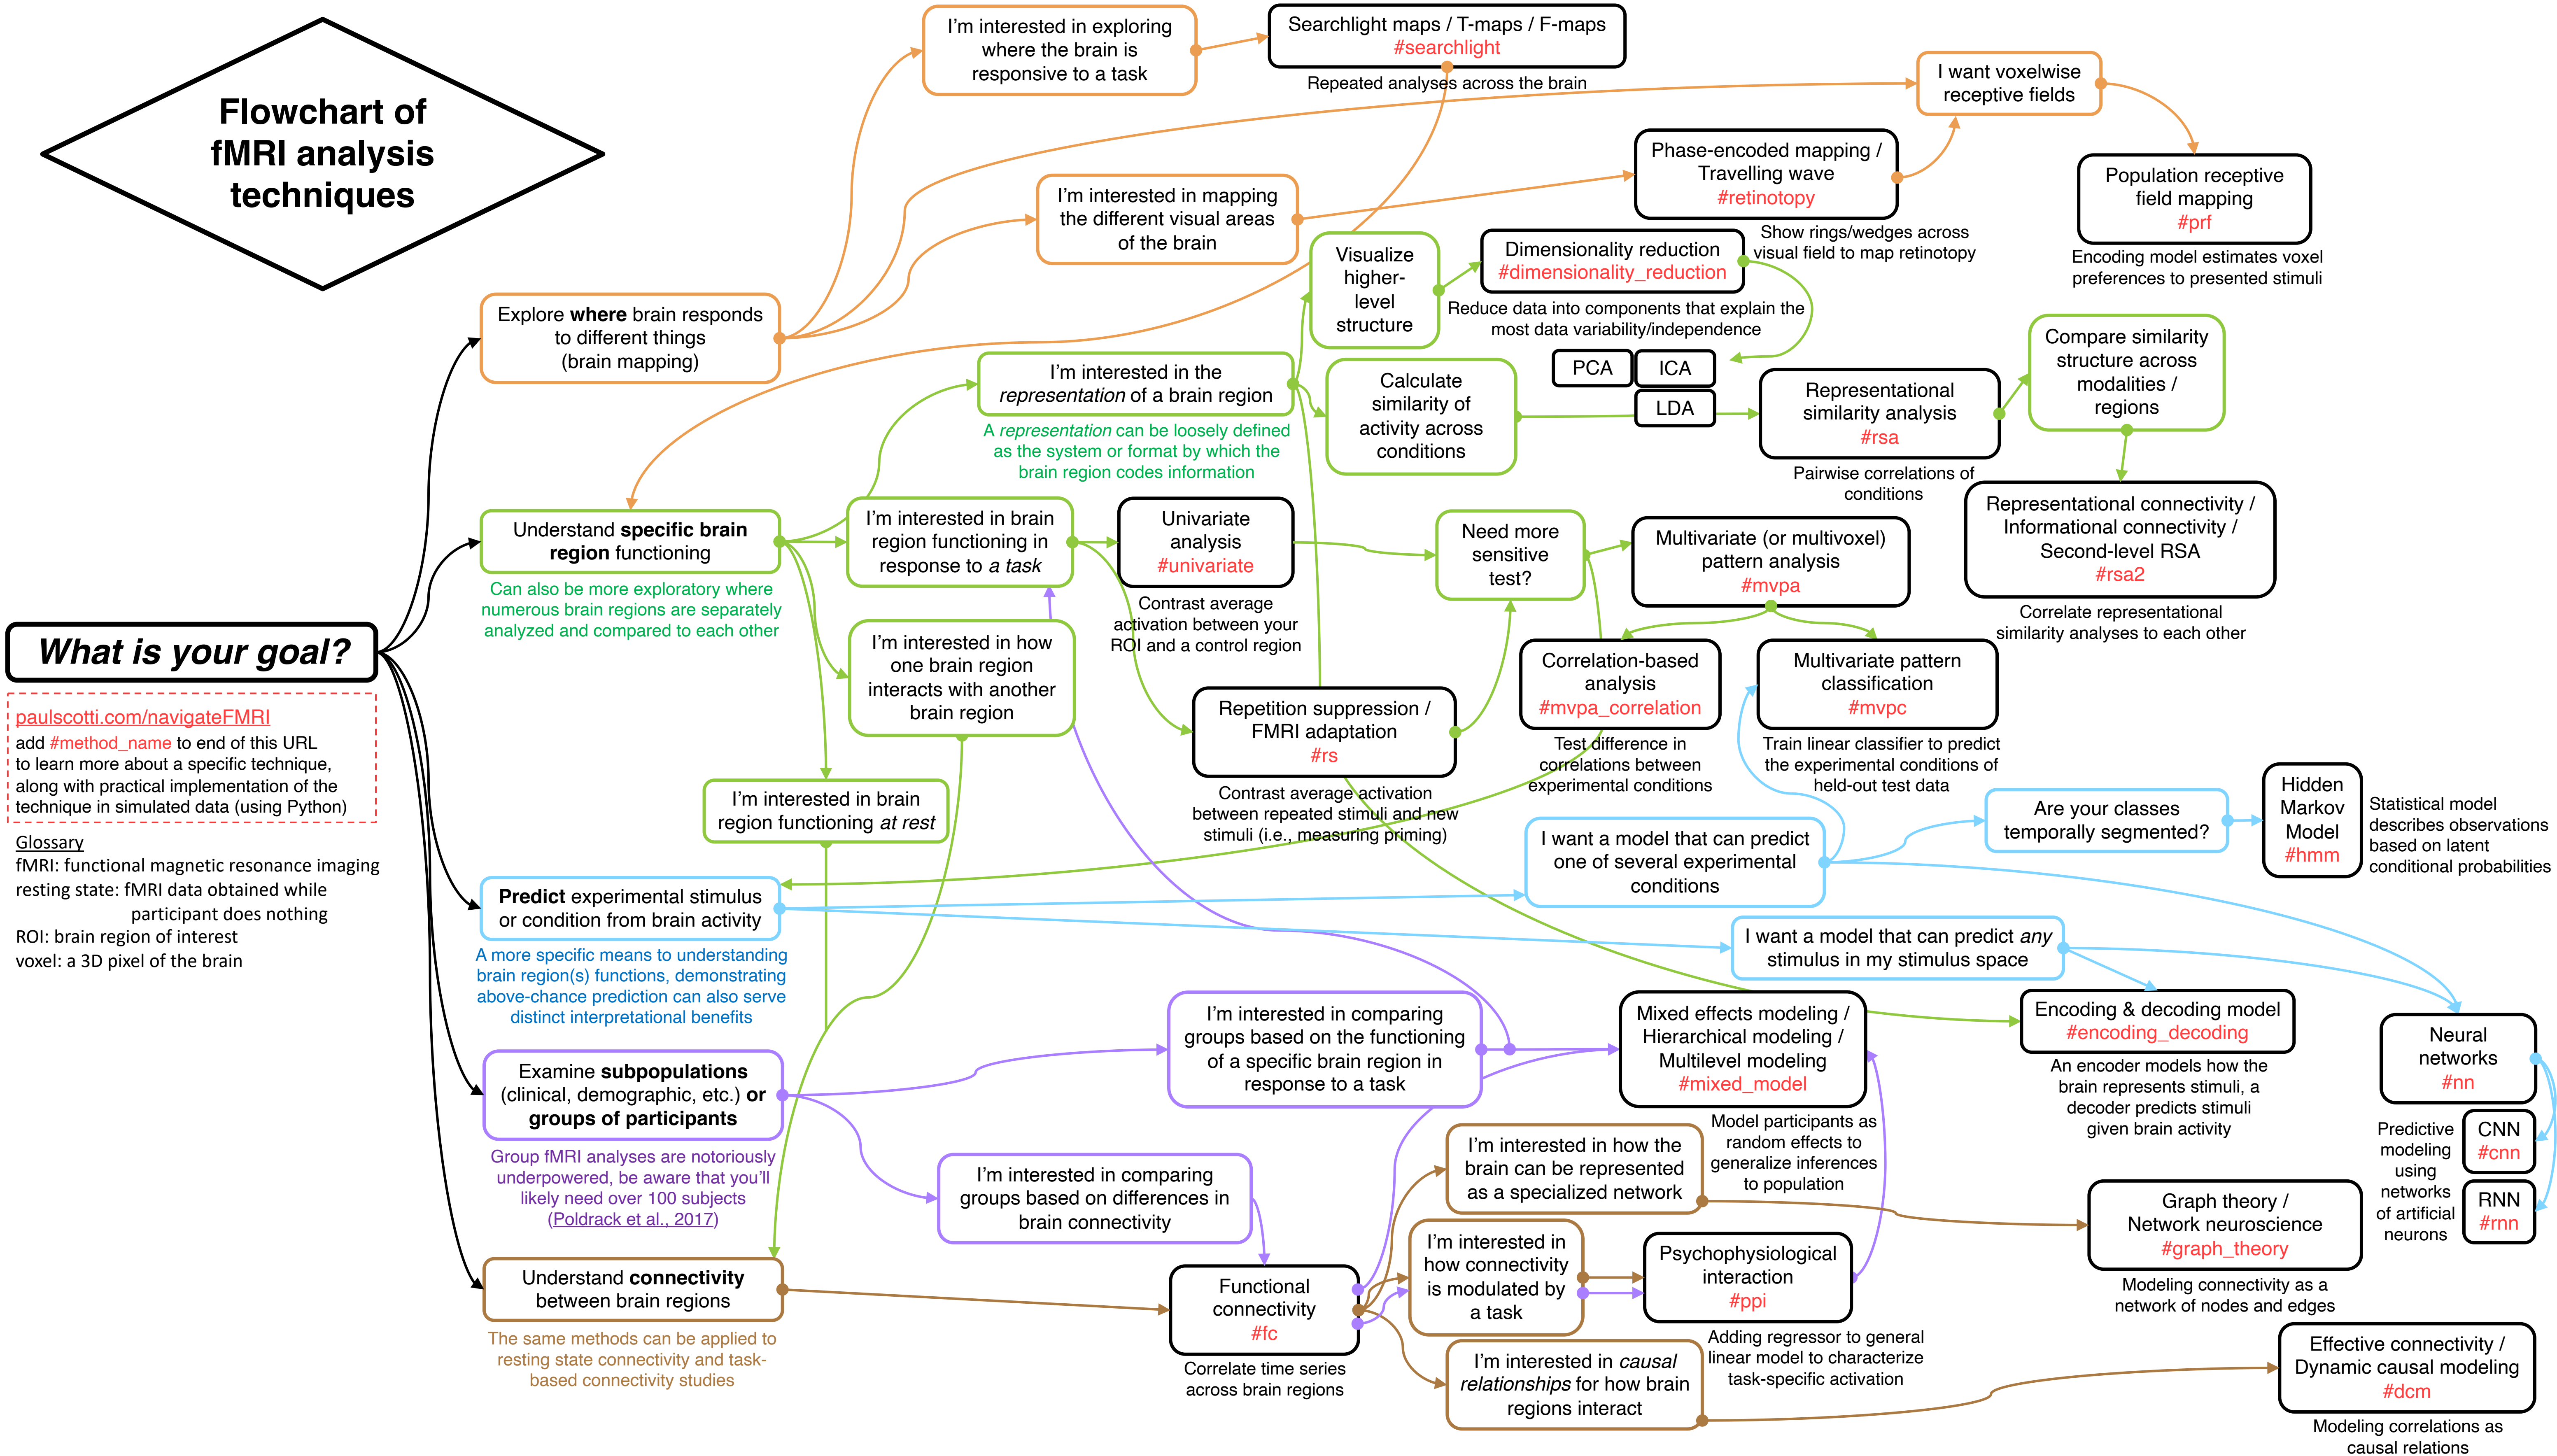 Flowchart of
fMRI analysis
techniques
What is your goal?
paulscotti.com/navigateFMRI
add #method_name to end of this URL
to learn more about a specific technique,
along with practical implementation of the
technique in simulated data (using Python)
Glossary
fMRI: functional magnetic resonance imaging
resting state: fMRI data obtained while
participant does nothing
ROI: brain region of interest
voxel: a 3D pixel of the brain
Explore where brain responds
to different things
(brain mapping)
I'm interested in exploring
where the brain is
responsive to a task
Searchlight maps / T-maps / F-maps
#searchlight
Repeated analyses across the brain
I'm interested in mapping
the different visual areas
of the brain
Phase-encoded mapping /
Travelling wave
#retinotopy
Show rings/wedges across
visual field to map retinotopy
I want voxelwise
receptive fields
Population receptive
field mapping
#prf
Encoding model estimates voxel
preferences to presented stimuli
Understand specific brain
region functioning
Can also be more exploratory where
numerous brain regions are separately
analyzed and compared to each other
I'm interested in the
representation of a brain region
A representation can be loosely defined
as the system or format by which the
brain region codes information
Visualize
higher-
level
structure
Dimensionality reduction
#dimensionality_reduction
Reduce data into components that explain the
most data variability/independence
PCA
ICA
LDA
Calculate
similarity of
activity across
conditions
Representational
similarity analysis
#rsa
Pairwise correlations of
conditions
Compare similarity
structure across
modalities /
regions
Representational connectivity /
Informational connectivity /
Second-level RSA
#rsa2
Correlate representational
similarity analyses to each other
I'm interested in brain
region functioning in
response to a task
Univariate
analysis
#univariate
Contrast average
activation between your
ROI and a control region
Need more
sensitive
test?
Multivariate (or multivoxel)
pattern analysis
#mvpa
Correlation-based
analysis
#mvpa_correlation
Test difference in
correlations between
experimental conditions
Multivariate pattern
classification
#mvpc
Train linear classifier to predict
the experimental conditions of
held-out test data
I'm interested in how
one brain region
interacts with another
brain region
Repetition suppression /
FMRI adaptation
#rs
Contrast average activation
between repeated stimuli and new
stimuli (i.e., measuring priming)
I'm interested in brain
region functioning at rest
Predict experimental stimulus
or condition from brain activity
A more specific means to understanding
brain region(s) functions, demonstrating
above-chance prediction can also serve
distinct interpretational benefits
I want a model that can predict
one of several experimental
conditions
Are your classes
temporally segmented?
Hidden
Markov
Model
#hmm
Statistical model
describes observations
based on latent
conditional probabilities
I want a model that can predict any
stimulus in my stimulus space
Encoding & decoding model
#encoding_decoding
An encoder models how the
brain represents stimuli, a
decoder predicts stimuli
given brain activity
Neural
networks
#nn
Predictive
modeling
using
networks
of artificial
neurons
CNN
#cnn
RNN
#rnn
Examine subpopulations
(clinical, demographic, etc.) or
groups of participants
Group fMRI analyses are notoriously
underpowered, be aware that you'll
likely need over 100 subjects
(Poldrack et al., 2017)
I'm interested in comparing
groups based on the functioning
of a specific brain region in
response to a task
Mixed effects modeling /
Hierarchical modeling /
Multilevel modeling
#mixed_model
Model participants as
random effects to
generalize inferences
to population
I'm interested in comparing
groups based on differences in
brain connectivity
Understand connectivity
between brain regions
The same methods can be applied to
resting state connectivity and task-
based connectivity studies
Functional
connectivity
#fc
Correlate time series
across brain regions
I'm interested in how the
brain can be represented
as a specialized network
Graph theory /
Network neuroscience
#graph_theory
Modeling connectivity as a
network of nodes and edges
I'm interested in
how connectivity
is modulated by
a task
Psychophysiological
interaction
#ppi
Adding regressor to general
linear model to characterize
task-specific activation
I'm interested in causal
relationships for how brain
regions interact
Effective connectivity /
Dynamic causal modeling
#dcm
Modeling correlations as
causal relations